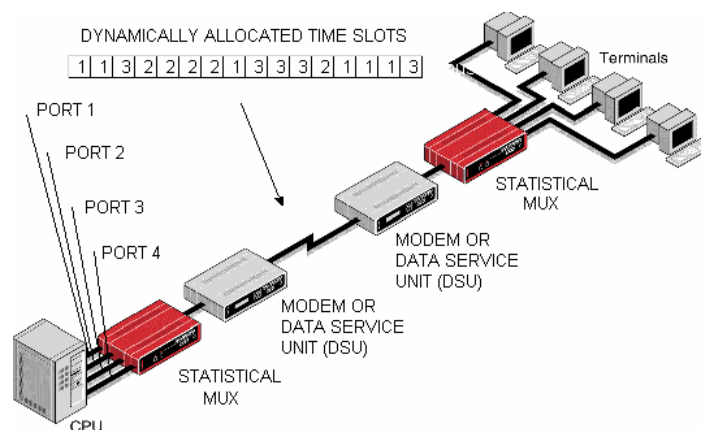 DYNAMICALLY ALLOCATED TIME SLOTS
1 1 3 2 2 2 2 1 3 3 3 2 1 1 1 3
Terminals
PORT 1
PORT 2
PORT 3
PORT 4
STATISTICAL
MUX
MODEM OR
DATA SERVICE
UNIT (DSU)
MODEM OR
DATA SERVICE
UNIT (DSU)
STATISTICAL
MUX
CPU